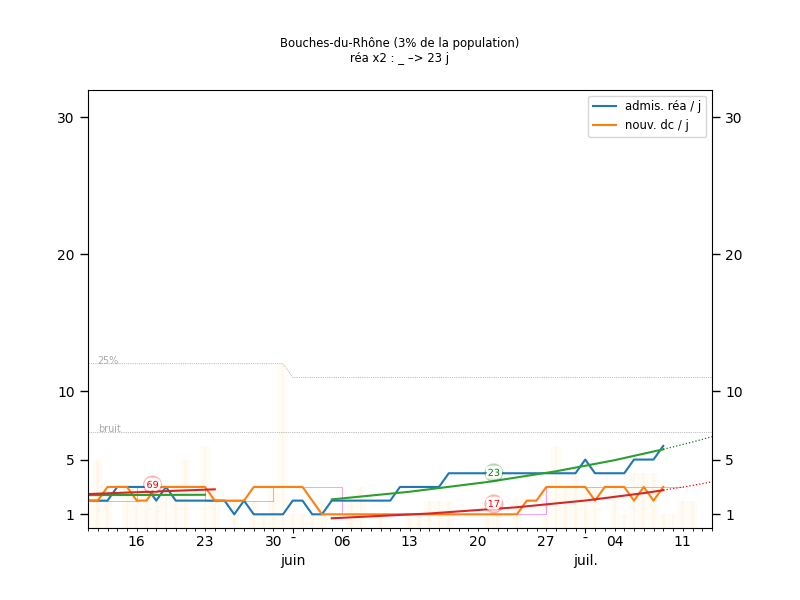 Bouches-du-Rhône (3% de la population)
réa x2 : _ –> 23 j
admis. réa / j
nouv. dc / j
30 30
20 20
25%
10 10
bruit
5 5
69 23 17
1 1
16 23 30 - 06 13 20 27 - 04 11
juin juil.